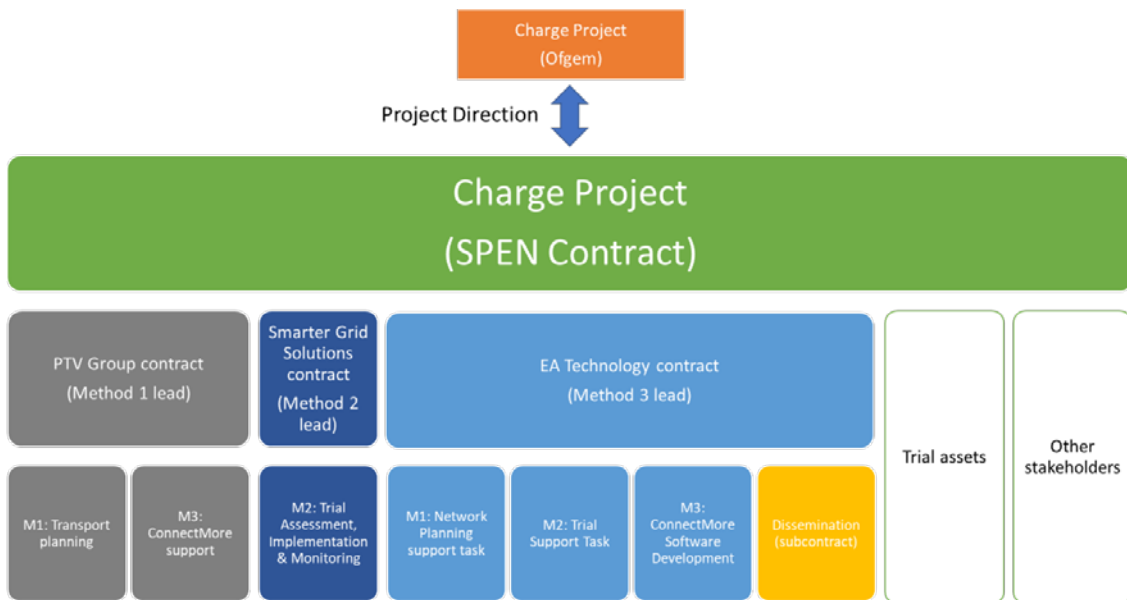 Charge Project
(Ofgem)
Project Direction
Charge Project
(SPEN Contract)
PTV Group contract
(Method 1 lead)
Smarter Grid
Solutions
contract
(Method 2
lead)
EA Technology contract
(Method 3 lead)
Trial assets
Other
stakeholders
M1: Transport
planning
M3:
ConnectMore
support
M2: Trial
Assessment,
Implementation
& Monitoring
M1: Network
Planning
support task
M2: Trial
Support Task
M3:
ConnectMore
Software
Development
Dissemination
(subcontract)